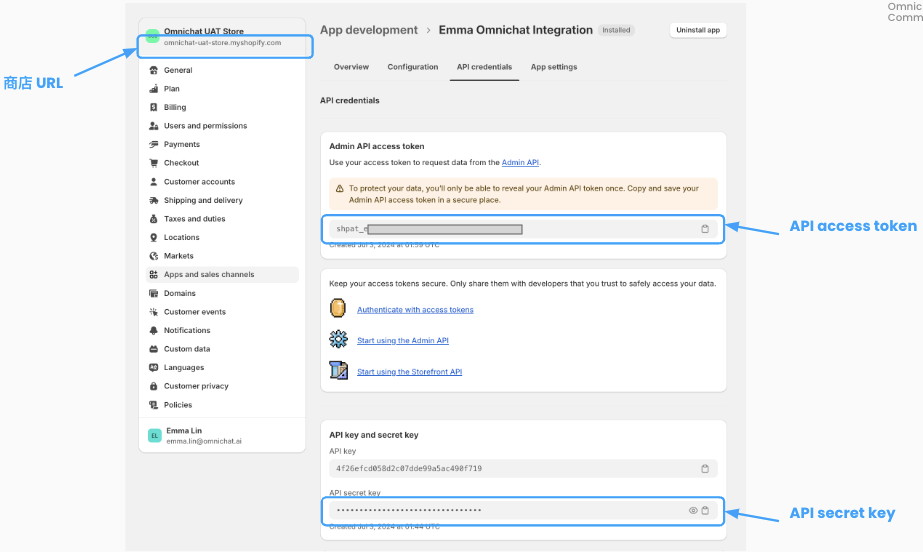 Omnic
Comm
Omnichat UAT Store
omnichat-uat-store.myshopify.com
商店 URL
General
Plan
Billing
Users and permissions
Payments
Checkout
Customer accounts
Shipping and delivery
Taxes and duties
Locations
Markets
Apps and sales channels
Domains
Customer events
Notifications
Custom data
Languages
Customer privacy
Policies
EL
Emma Lin
emma.lin@omnichat.ai
App development › Emma Omnichat Integration Installed
Uninstall app
Overview Configuration API credentials App settings
API credentials
Admin API access token
Use your access token to request data from the Admin API.
To protect your data, you'll only be able to reveal your Admin API token once. Copy and save your
Admin API access token in a secure place.
shpat_e
API access token
Created Jul 3, 2024 at 01:39 UTC
Keep your access tokens secure. Only share them with developers that you trust to safely access your data.
Authenticate with access tokens
Start using the Admin API
Start using the Storefront API
API key and secret key
API key
4f26efcd058d2c07dde99a5ac490f719
API secret key
••••••••••••••••••••••••••••••••
API secret key
Created Jul 3, 2024 at 01:44 UTC